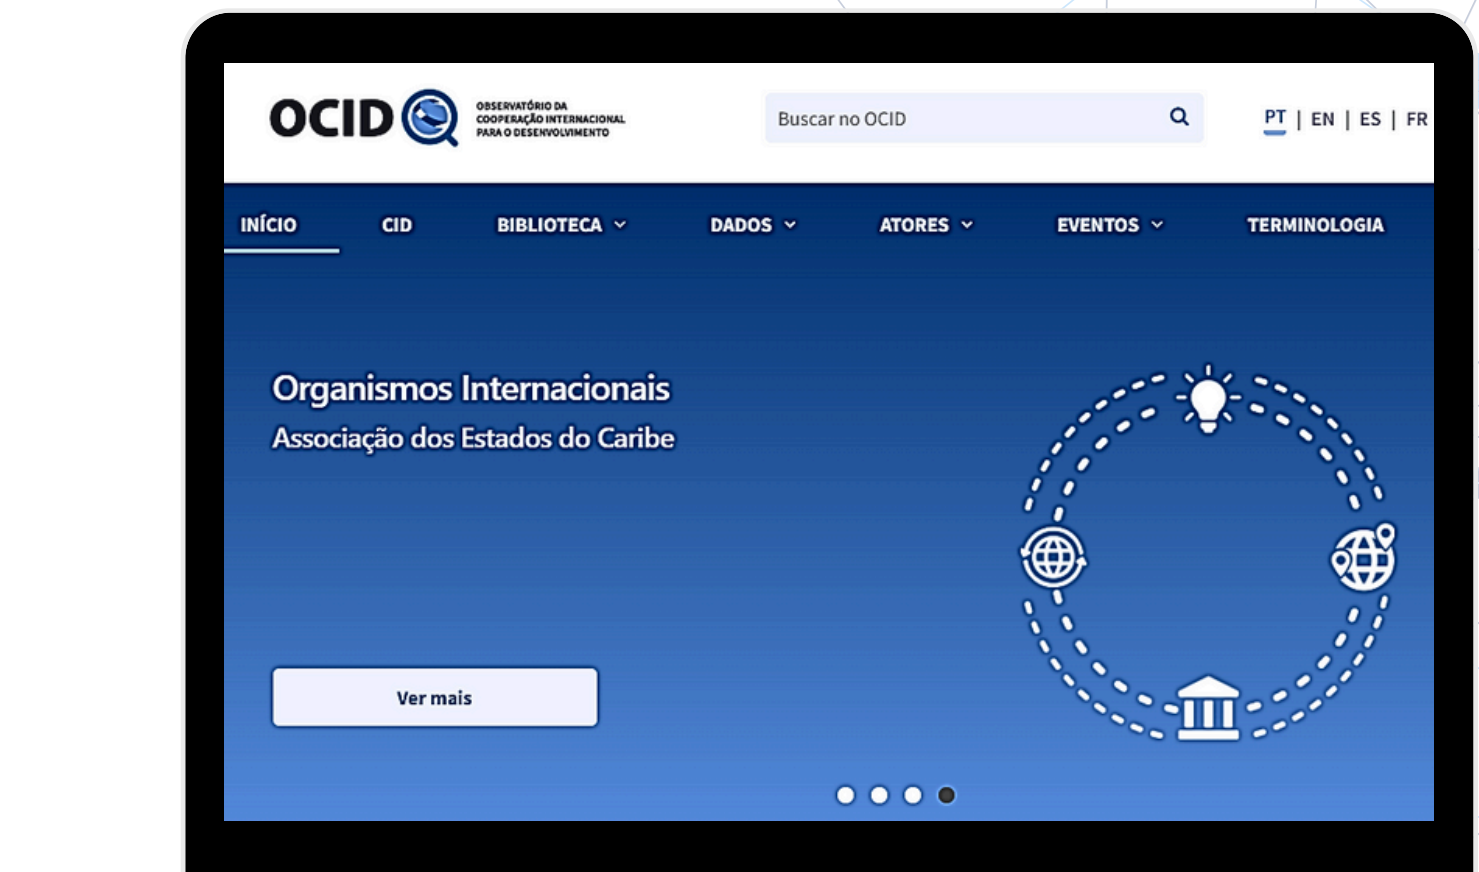 OCID
OBSERVATÓRIO DA
COOPERAÇÃO INTERNACIONAL
PARA O DESENVOLVIMENTO
Buscar no OCID
PT | EN | ES | FR
INÍCIO CID BIBLIOTECA DADOS ATORES EVENTOS TERMINOLOGIA
Organismos Internacionais
Associação dos Estados do Caribe
Ver mais